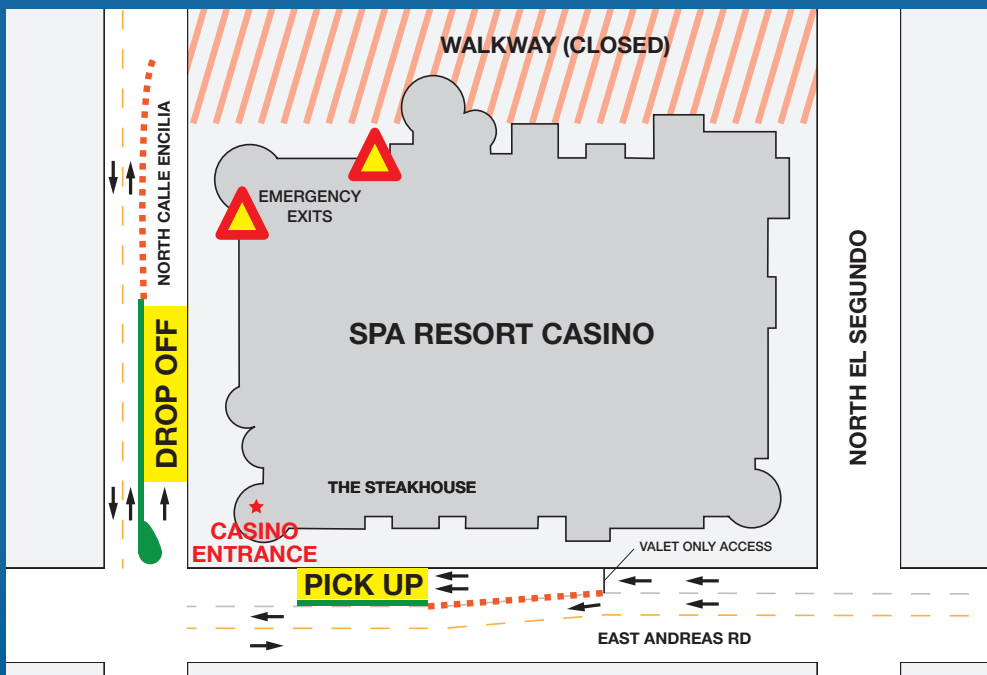 WALKWAY (CLOSED)
NORTH CALLE ENCILIA
EMERGENCY
EXITS
SPA RESORT CASINO
NORTH EL SEGUNDO
DROP OFF
THE STEAKHOUSE
CASINO
ENTRANCE
VALET ONLY ACCESS
PICK UP
EAST ANDREAS RD